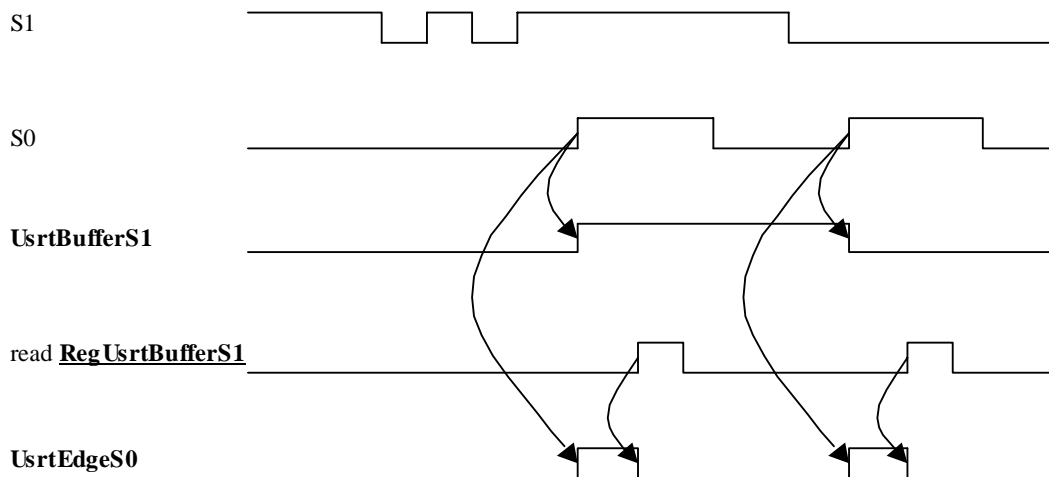 S1
S0
UsrtBufferS1
read RegUsrtBufferS1
UsrtEdgeS0